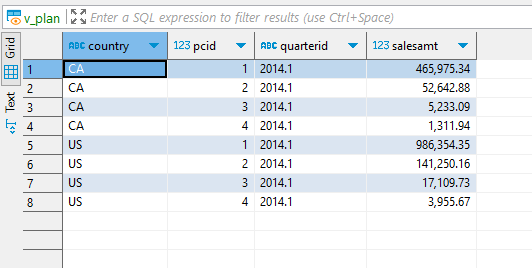 v_plan Enter a SQL expression to filter results (use Ctrl+Space)
Grid
Text
ABC country 123 pcid ABC quarterid 123 salesamt
1 CA 1 2014.1 465,975.34
2 CA 2 2014.1 52,642.88
3 CA 3 2014.1 5,233.09
4 CA 4 2014.1 1,311.94
5 US 1 2014.1 986,354.35
6 US 2 2014.1 141,250.16
7 US 3 2014.1 17,109.73
8 US 4 2014.1 3,955.67